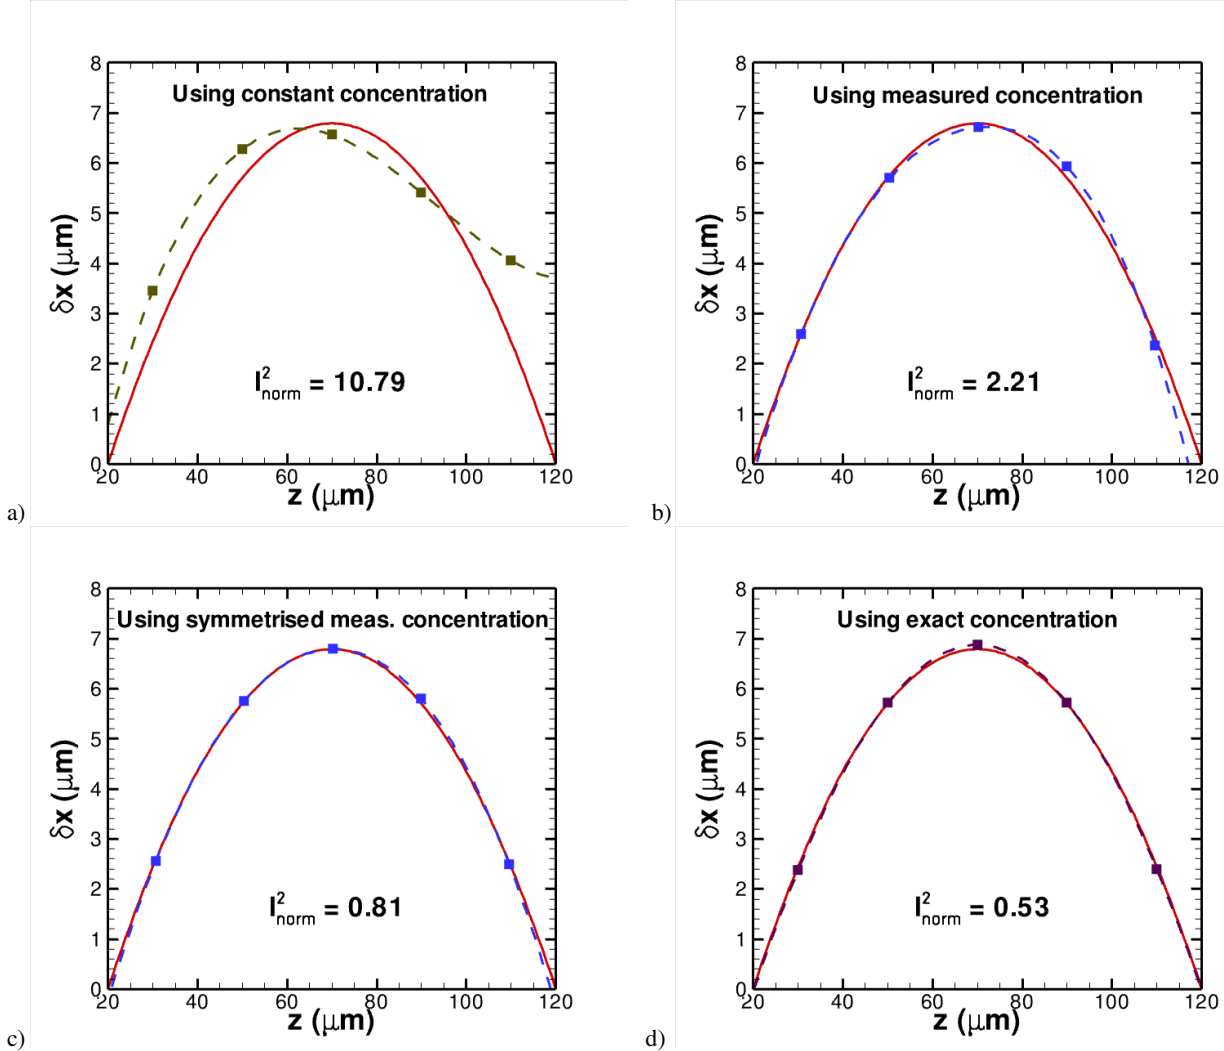 Using constant concentration
8
7
6
5
4
3
2
1
0
δx (μm)
l²norm = 10.79
20 40 60 80 100 120
z (μm)
a)
Using measured concentration
8
7
6
5
4
3
2
1
0
δx (μm)
l²norm = 2.21
20 40 60 80 100 120
z (μm)
b)
Using symmetrised meas. concentration
8
7
6
5
4
3
2
1
0
δx (μm)
l²norm = 0.81
20 40 60 80 100 120
z (μm)
c)
Using exact concentration
8
7
6
5
4
3
2
1
0
δx (μm)
l²norm = 0.53
20 40 60 80 100 120
z (μm)
d)